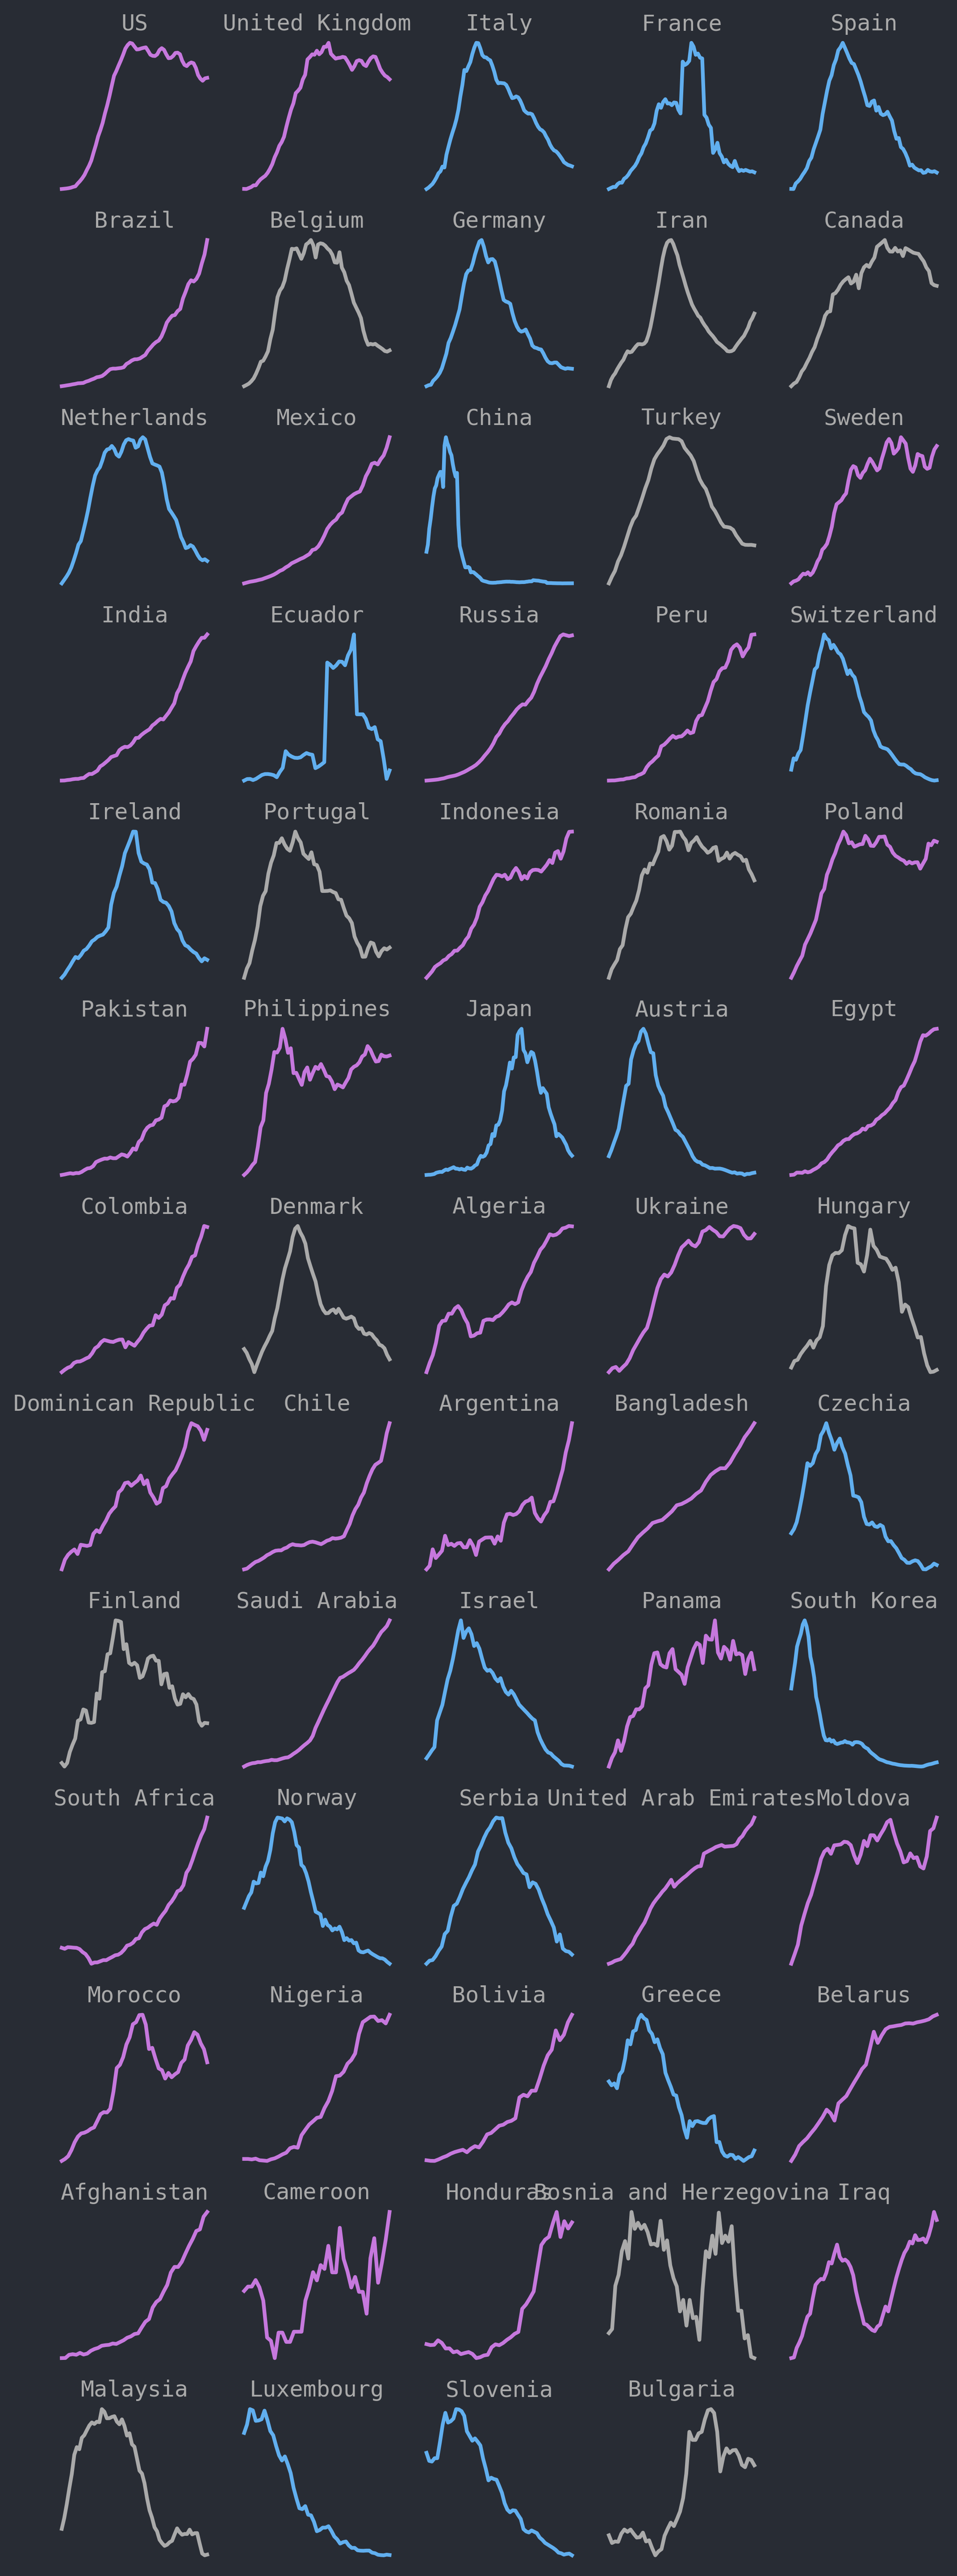 US United Kingdom Italy France Spain
Brazil Belgium Germany Iran Canada
Netherlands Mexico China Turkey Sweden
India Ecuador Russia Peru Switzerland
Ireland Portugal Indonesia Romania Poland
Pakistan Philippines Japan Austria Egypt
Colombia Denmark Algeria Ukraine Hungary
Dominican Republic Chile Argentina Bangladesh Czechia
Finland Saudi Arabia Israel Panama South Korea
South Africa Norway Serbia United Arab Emirates Moldova
Morocco Nigeria Bolivia Greece Belarus
Afghanistan Cameroon Honduras Bosnia and Herzegovina Iraq
Malaysia Luxembourg Slovenia Bulgaria